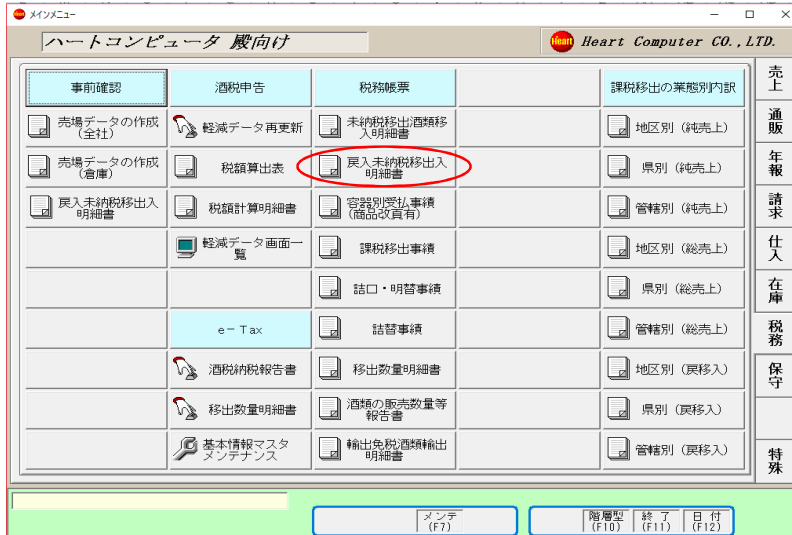 メインメニュー
ハートコンピュータ 殿向け
Heart
Heart Computer CO.,LTD.
事前確認
売場データの作成
(全社)
売場データの作成
(倉庫)
戻入未納税移出入
明細書
酒税申告
軽減データ再更新
税額算出表
税額計算明細書
軽減データ画面一
覧
e-Tax
酒税納税報告書
移出数量明細書
基本情報マスタ
メンテナンス
税務帳票
未納税移出酒類移
入明細書
戻入未納税移出入
明細書
容器別受払事績
(商品改頁有)
課税移出事績
詰口・明替事績
詰替事績
移出数量明細書
酒類の販売数量等
報告書
輸出免税酒類輸出
明細書
課税移出の業態別内訳
地区別 (純売上)
県別 (純売上)
管轄別 (純売上)
地区別 (総売上)
県別 (総売上)
管轄別 (総売上)
地区別 (戻移入)
県別 (戻移入)
管轄別 (戻移入)
売上
通販
年報
請求
仕入
在庫
税務
保守
特殊
メンテ
(F7)
階層型
(F10)
終了
(F11)
日付
(F12)